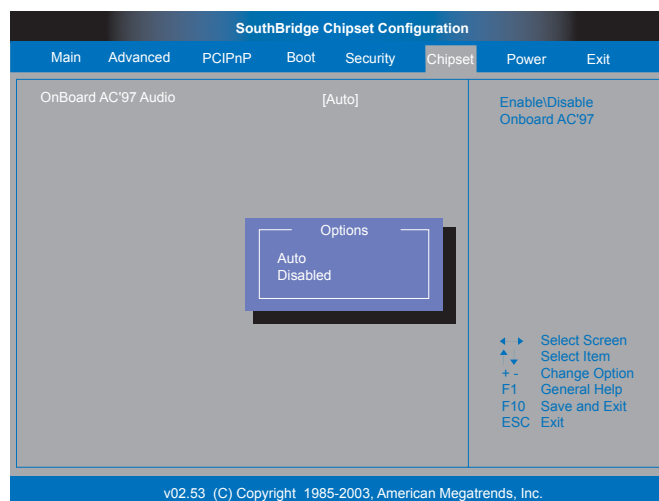 SouthBridge Chipset Configuration
Main Advanced PCIPnP Boot Security Chipset Power Exit
OnBoard AC'97 Audio [Auto]
Enable\Disable
Onboard AC'97
Options
Auto
Disabled
Select Screen
Select Item
+ - Change Option
F1 General Help
F10 Save and Exit
ESC Exit
v02.53 (C) Copyright 1985-2003, American Megatrends, Inc.